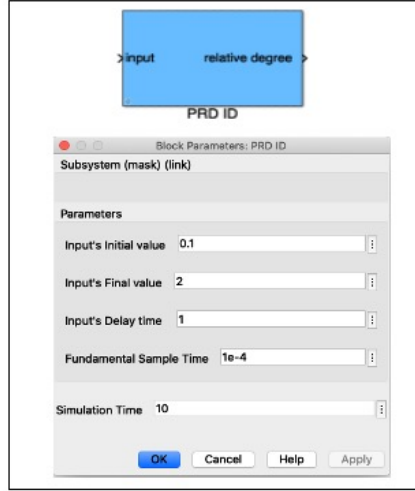 input relative degree
PRD ID
Block Parameters: PRD ID
Subsystem (mask) (link)
Parameters
Input's Initial value 0.1
Input's Final value 2
Input's Delay time 1
Fundamental Sample Time 1e-4
Simulation Time 10
OK Cancel Help Apply